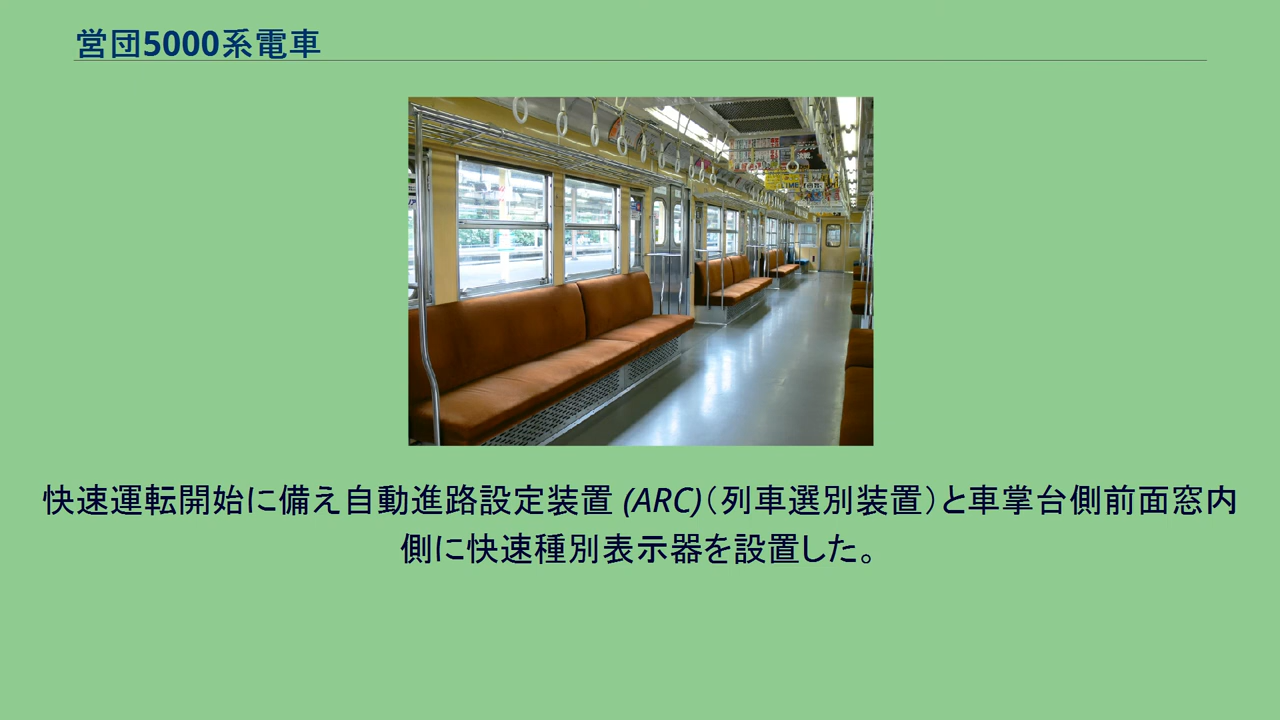 営団5000系電車
快速運転開始に備え自動進路設定装置 (ARC)（列車選別装置）と車掌台側前面窓内
側に快速種別表示器を設置した。